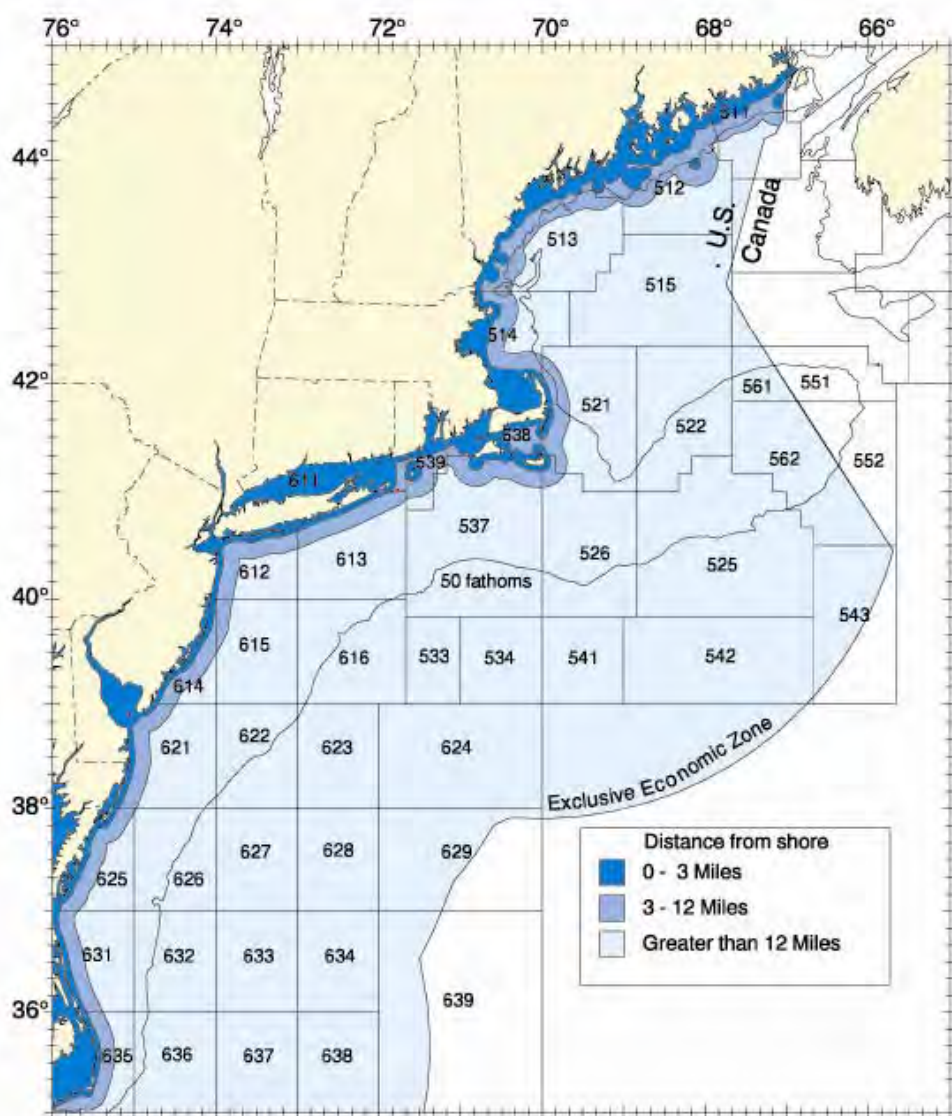 76° 74° 72° 70° 68° 66°
511
44°
512
U.S.
Canada
513
515
514
42°
561 551
521
522
538
562 552
539
611
537
526
525
613
612
50 fathoms
40°
543
615
616 533 534 541 542
614
622
621 623 624
Exclusive Economic Zone
38°
Distance from shore
0 - 3 Miles
3 - 12 Miles
Greater than 12 Miles
627 628 629
625 626
631 632 633 634
639
36°
635 636 637 638